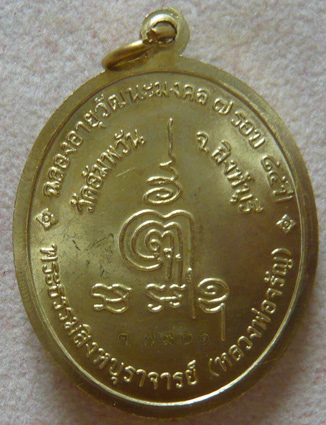 ฉลองอายุวัฒนะมงคล ๗ รอบ ๘๔ ปี
วัดอัมพวัน จ.สิงห์บุรี
พระธรรมสิงหบุราจารย์ (หลวงพ่อจรัญ)